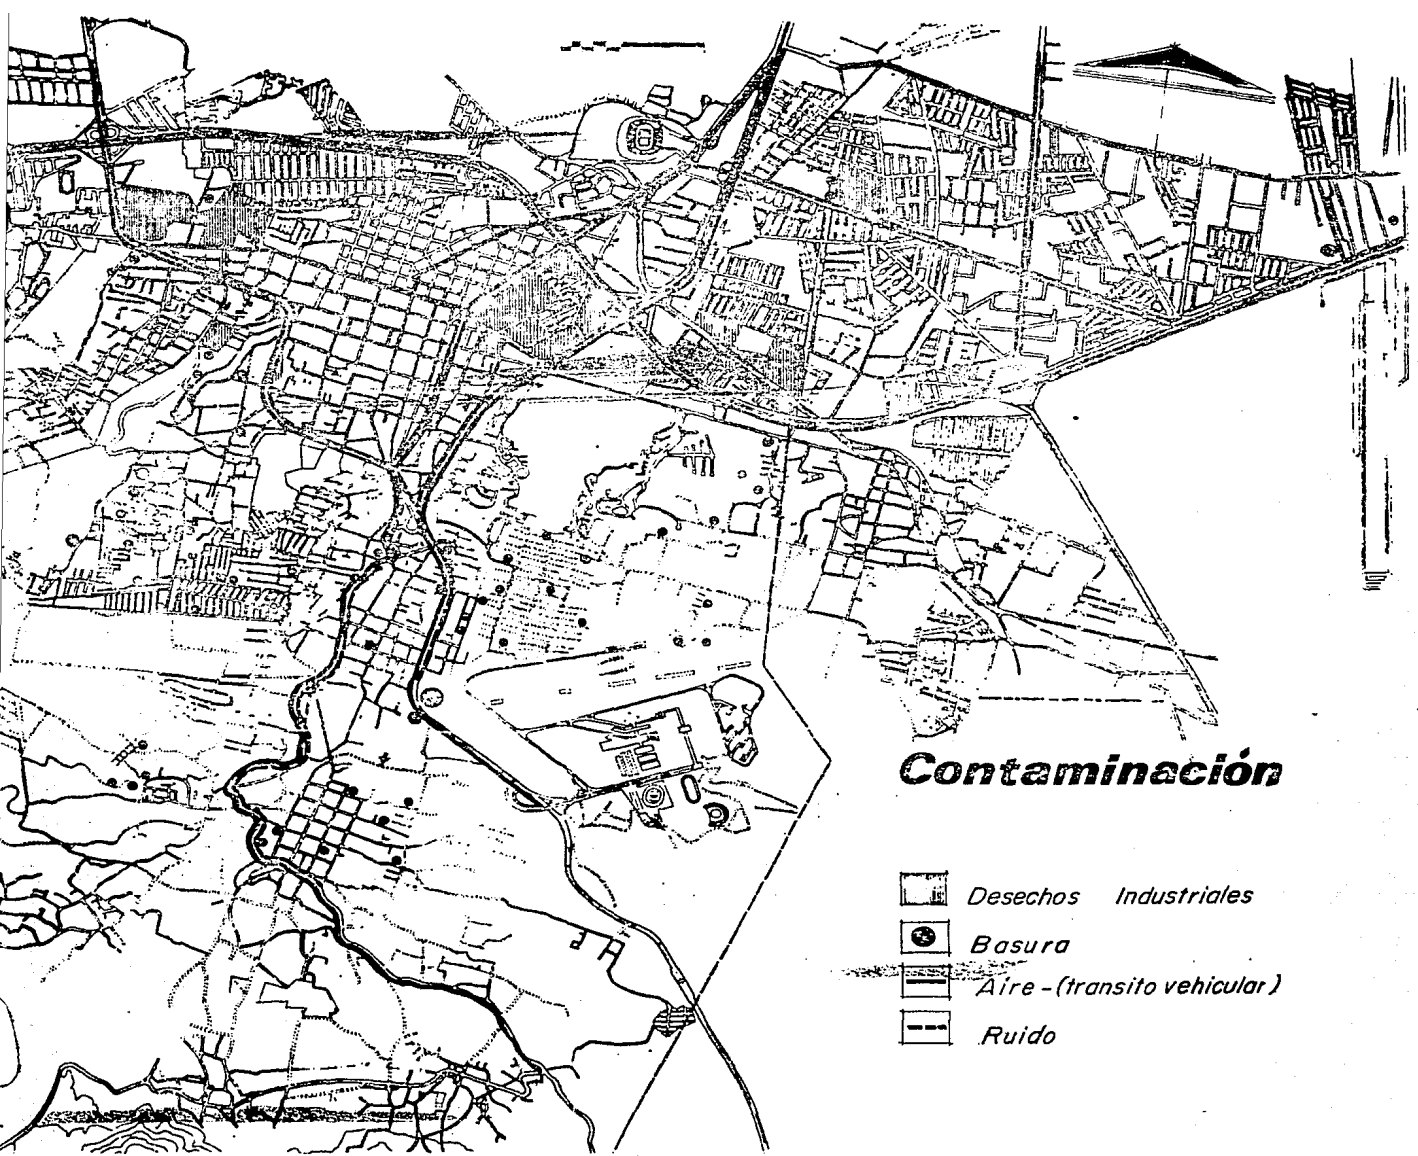 Contaminación
Desechos Industriales
Basura
Aire - (transito vehicular)
Ruido